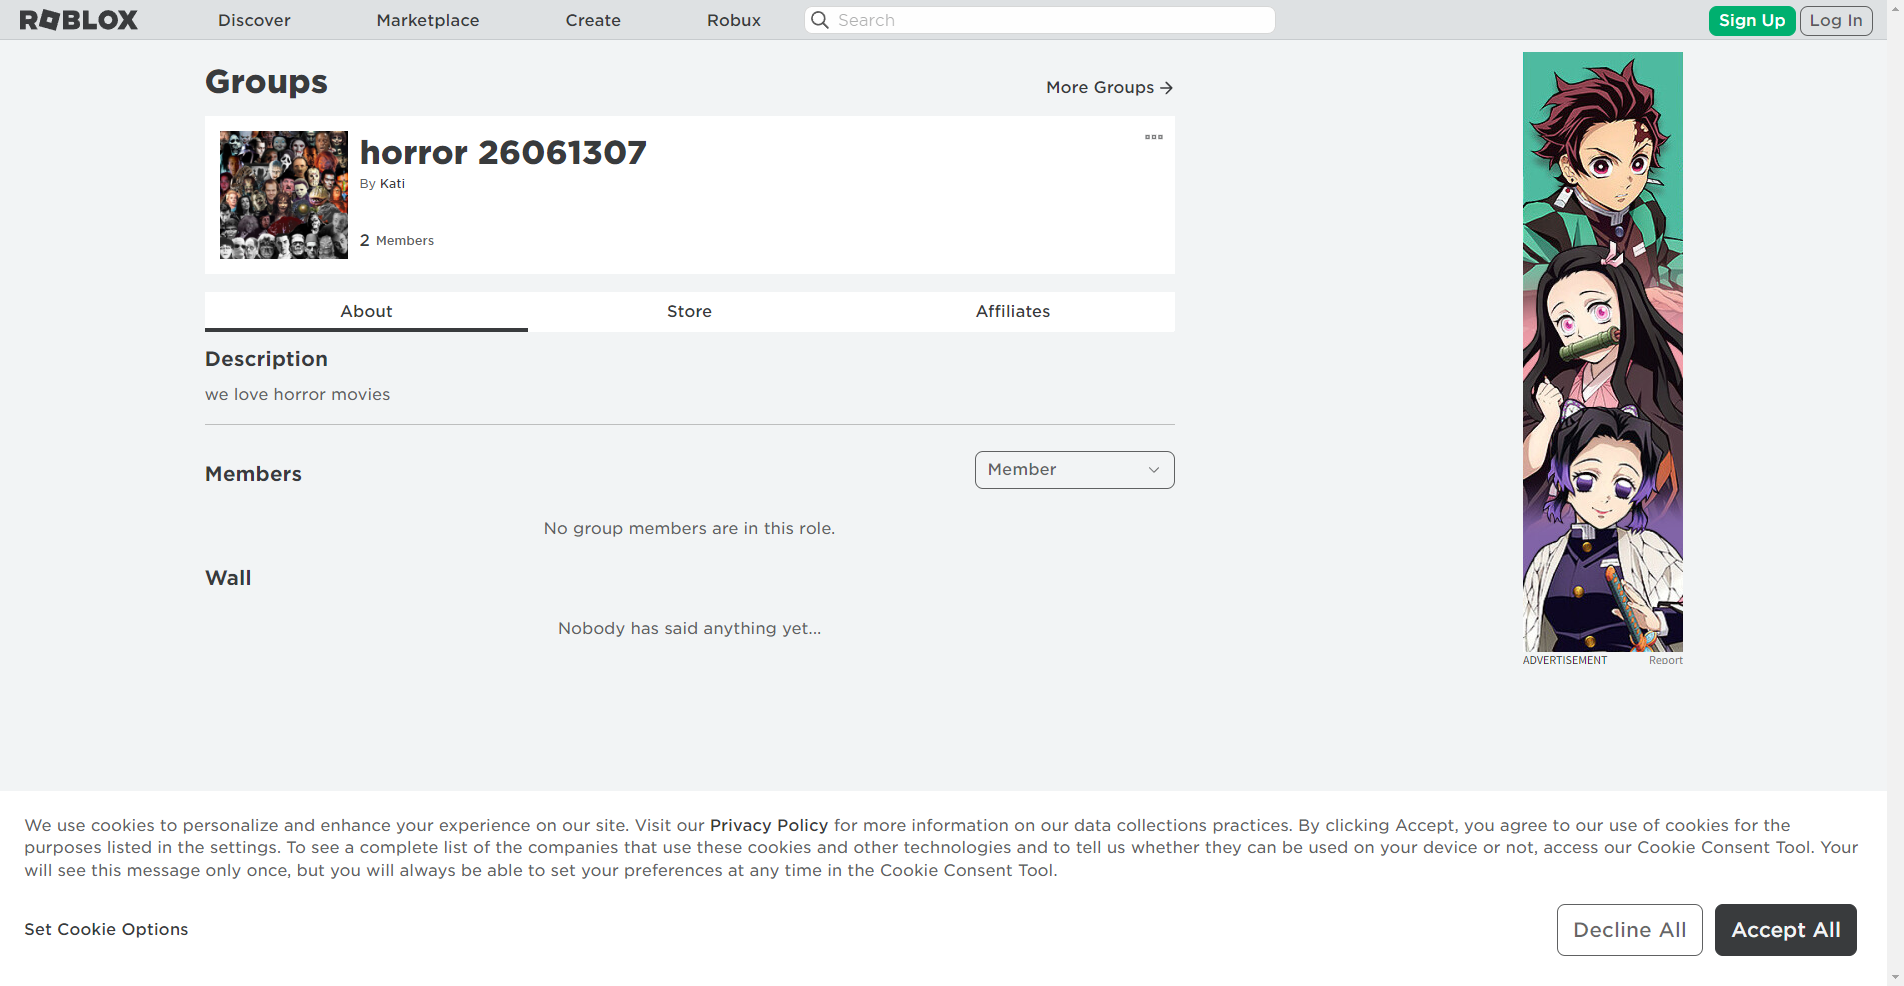 ROBLOX Discover Marketplace Create Robux Search Sign Up Log In
Groups
More Groups
horror 26061307
By Kati
2 Members
About Store Affiliates
Description
we love horror movies
Members
Member
No group members are in this role.
Wall
Nobody has said anything yet...
ADVERTISEMENT Report
We use cookies to personalize and enhance your experience on our site. Visit our Privacy Policy for more information on our data collections practices. By clicking Accept, you agree to our use of cookies for the
purposes listed in the settings. To see a complete list of the companies that use these cookies and other technologies and to tell us whether they can be used on your device or not, access our Cookie Consent Tool. Your
will see this message only once, but you will always be able to set your preferences at any time in the Cookie Consent Tool.
Set Cookie Options
Decline All
Accept All